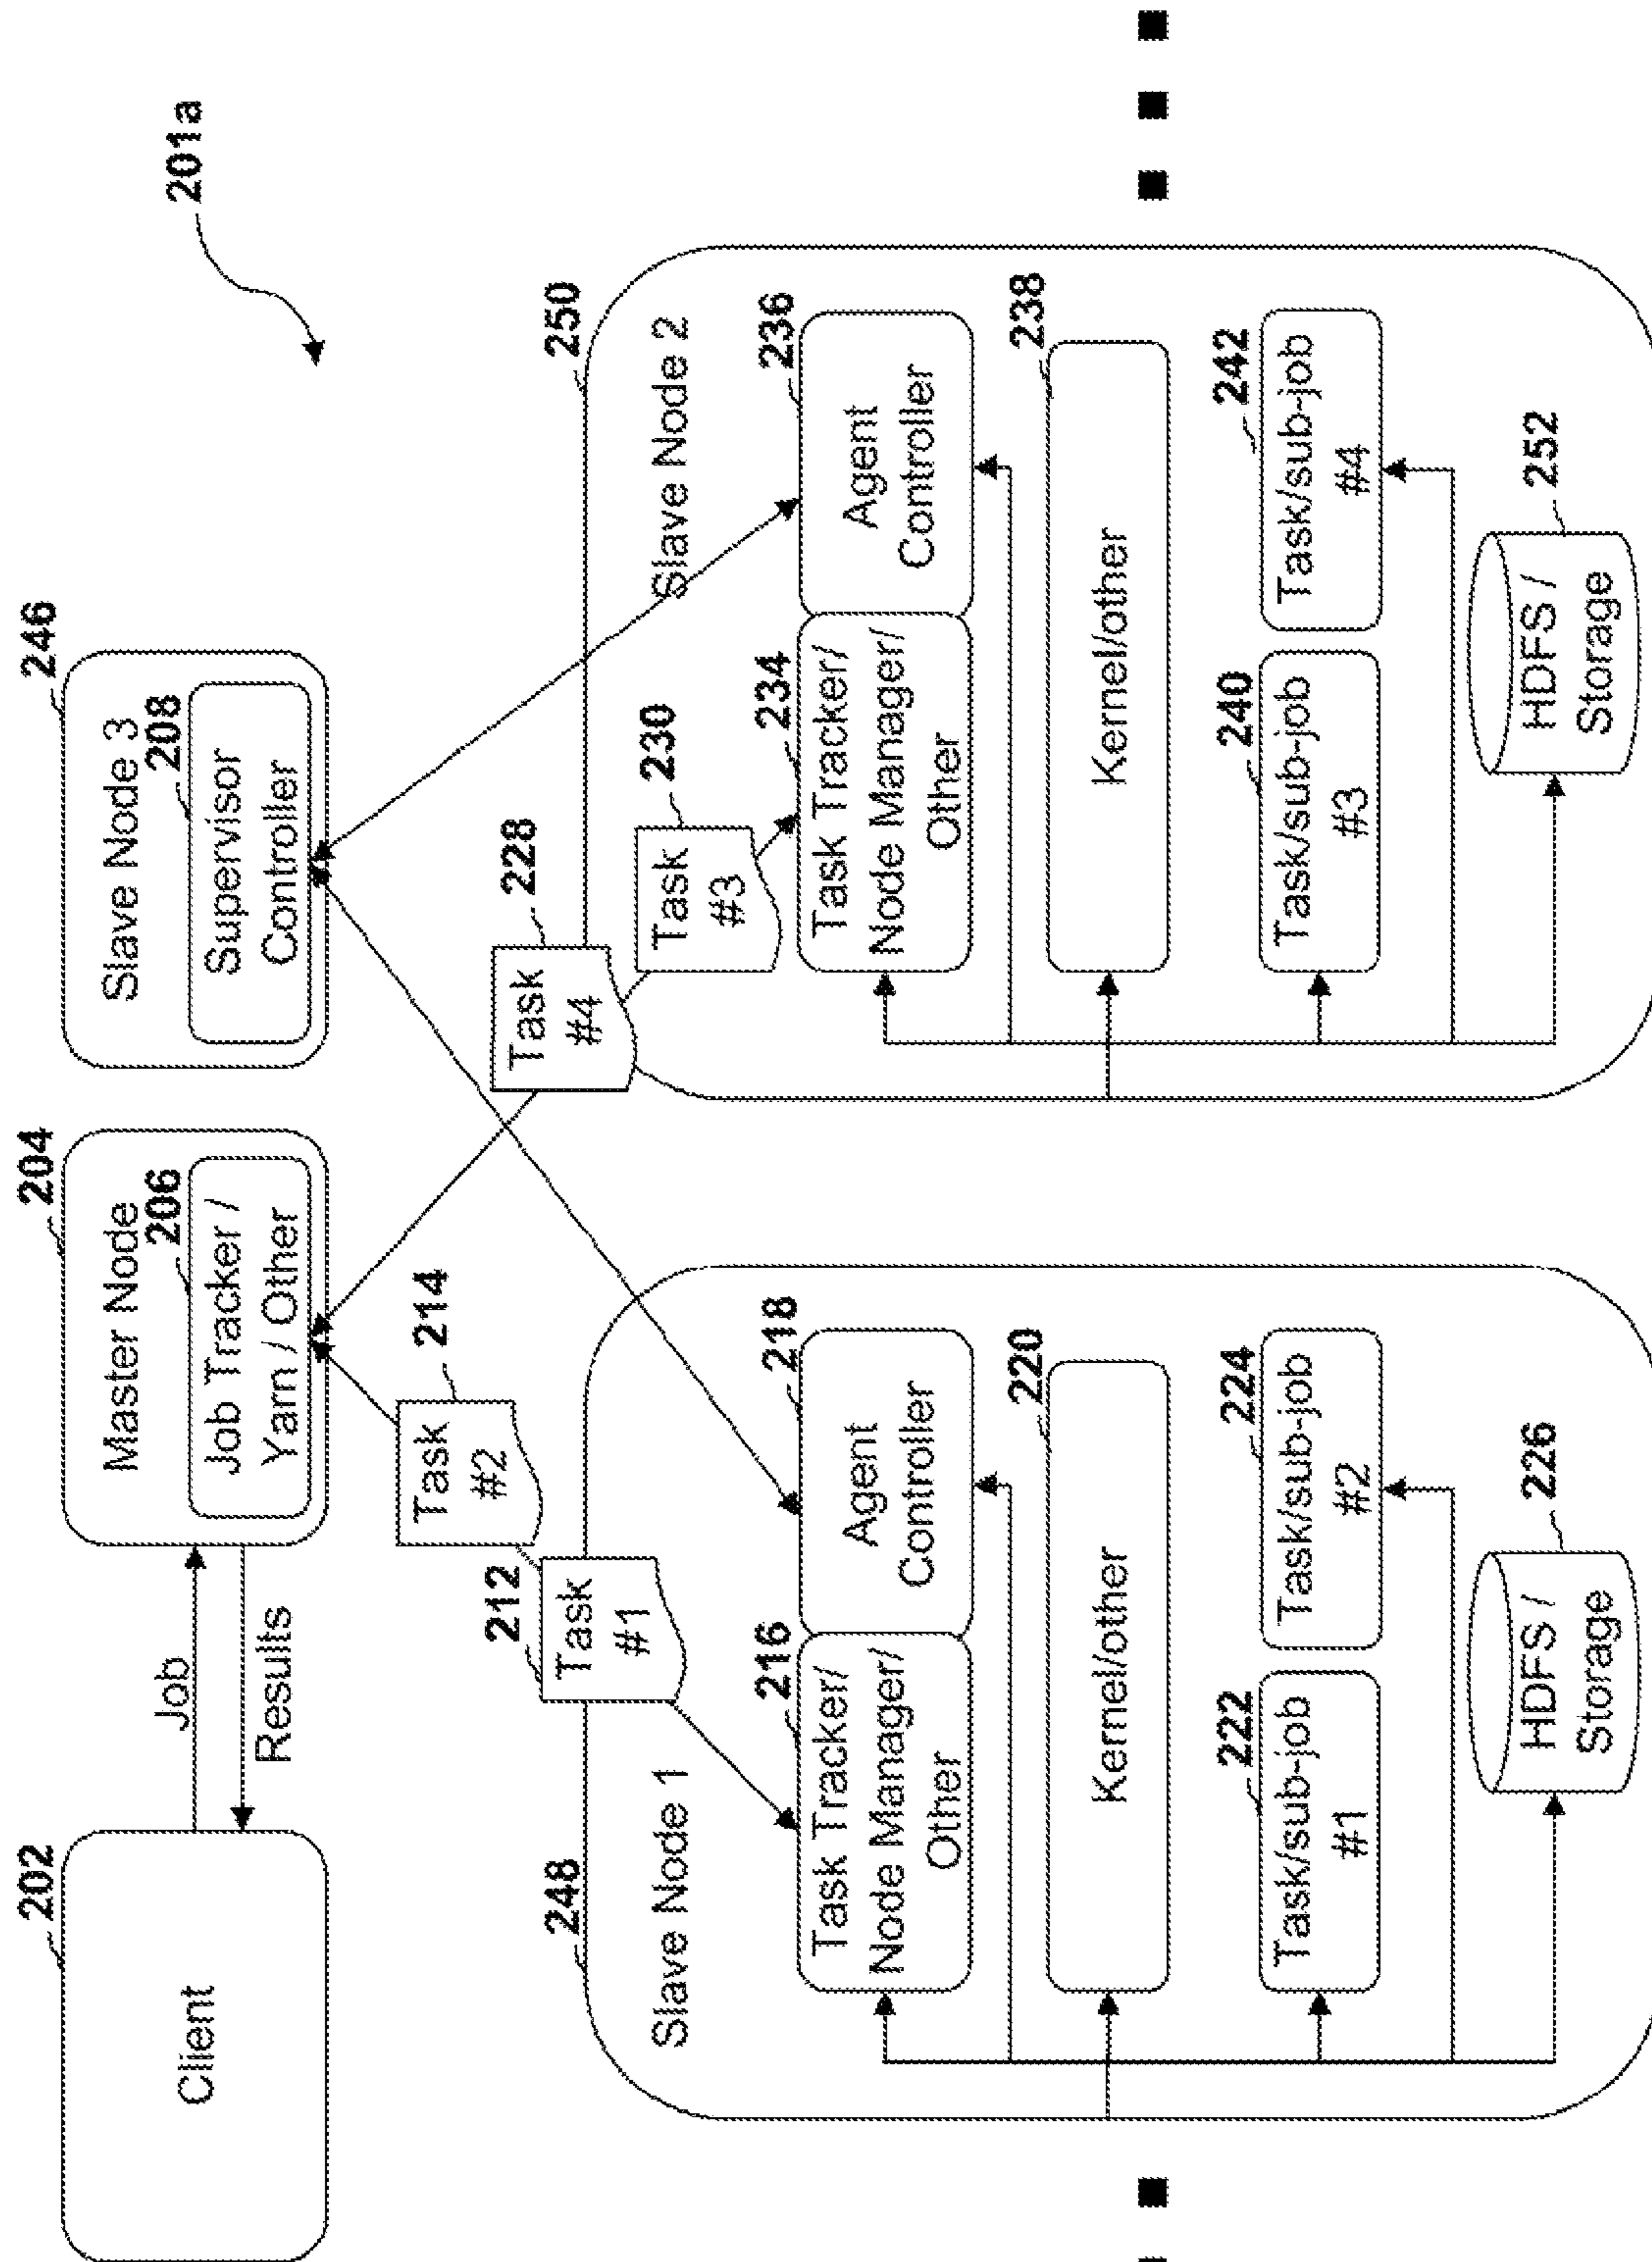 201a
202
Client
Job
Results
204
Master Node
206
Job Tracker /
Yarn / Other
246
Slave Node 3
208
Supervisor
Controller
214
Task
#2
212
Task
#1
228
Task
#4
230
Task
#3
248
Slave Node 1
216
Task Tracker/
Node Manager/
Other
218
Agent
Controller
220
Kernel/other
222
Task/sub-job
#1
224
Task/sub-job
#2
226
HDFS /
Storage
250
Slave Node 2
234
Task Tracker/
Node Manager/
Other
236
Agent
Controller
238
Kernel/other
240
Task/sub-job
#3
242
Task/sub-job
#4
252
HDFS /
Storage